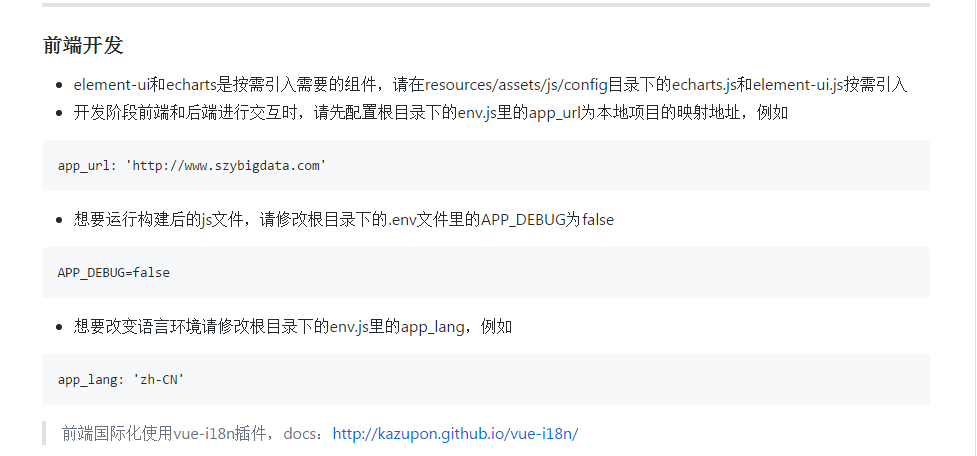 前端开发
element-ui和echarts是按需引入需要的组件，请在resources/assets/js/config目录下的echarts.js和element-ui.js按需引入
开发阶段前端和后端进行交互时，请先配置根目录下的env.js里的app_url为本地项目的映射地址，例如
app_url: 'http://www.szybigdata.com'
想要运行构建后的js文件，请修改根目录下的.env文件里的APP_DEBUG为false
APP_DEBUG=false
想要改变语言环境请修改根目录下的env.js里的app_lang，例如
app_lang: 'zh-CN'
前端国际化使用vue-i18n插件，docs：http://kazupon.github.io/vue-i18n/